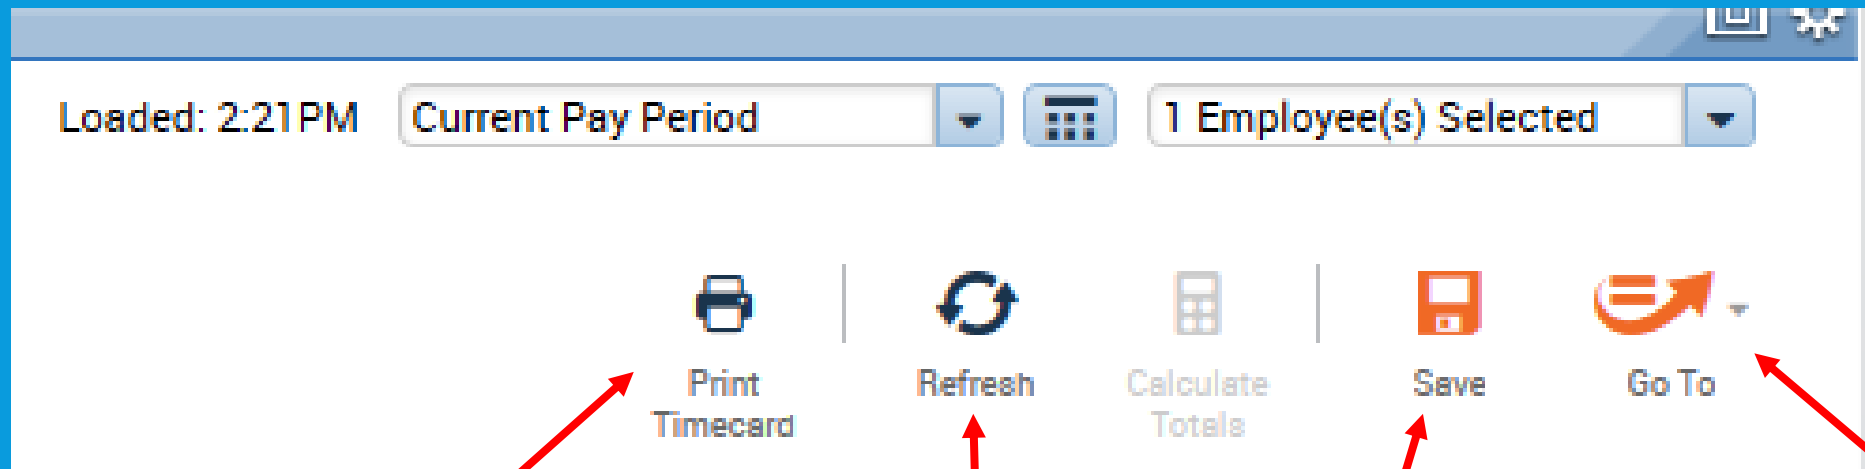 Loaded: 2:21PM Current Pay Period 1 Employee(s) Selected
Print Timecard
Refresh
Calculate Totals
Save
Go To